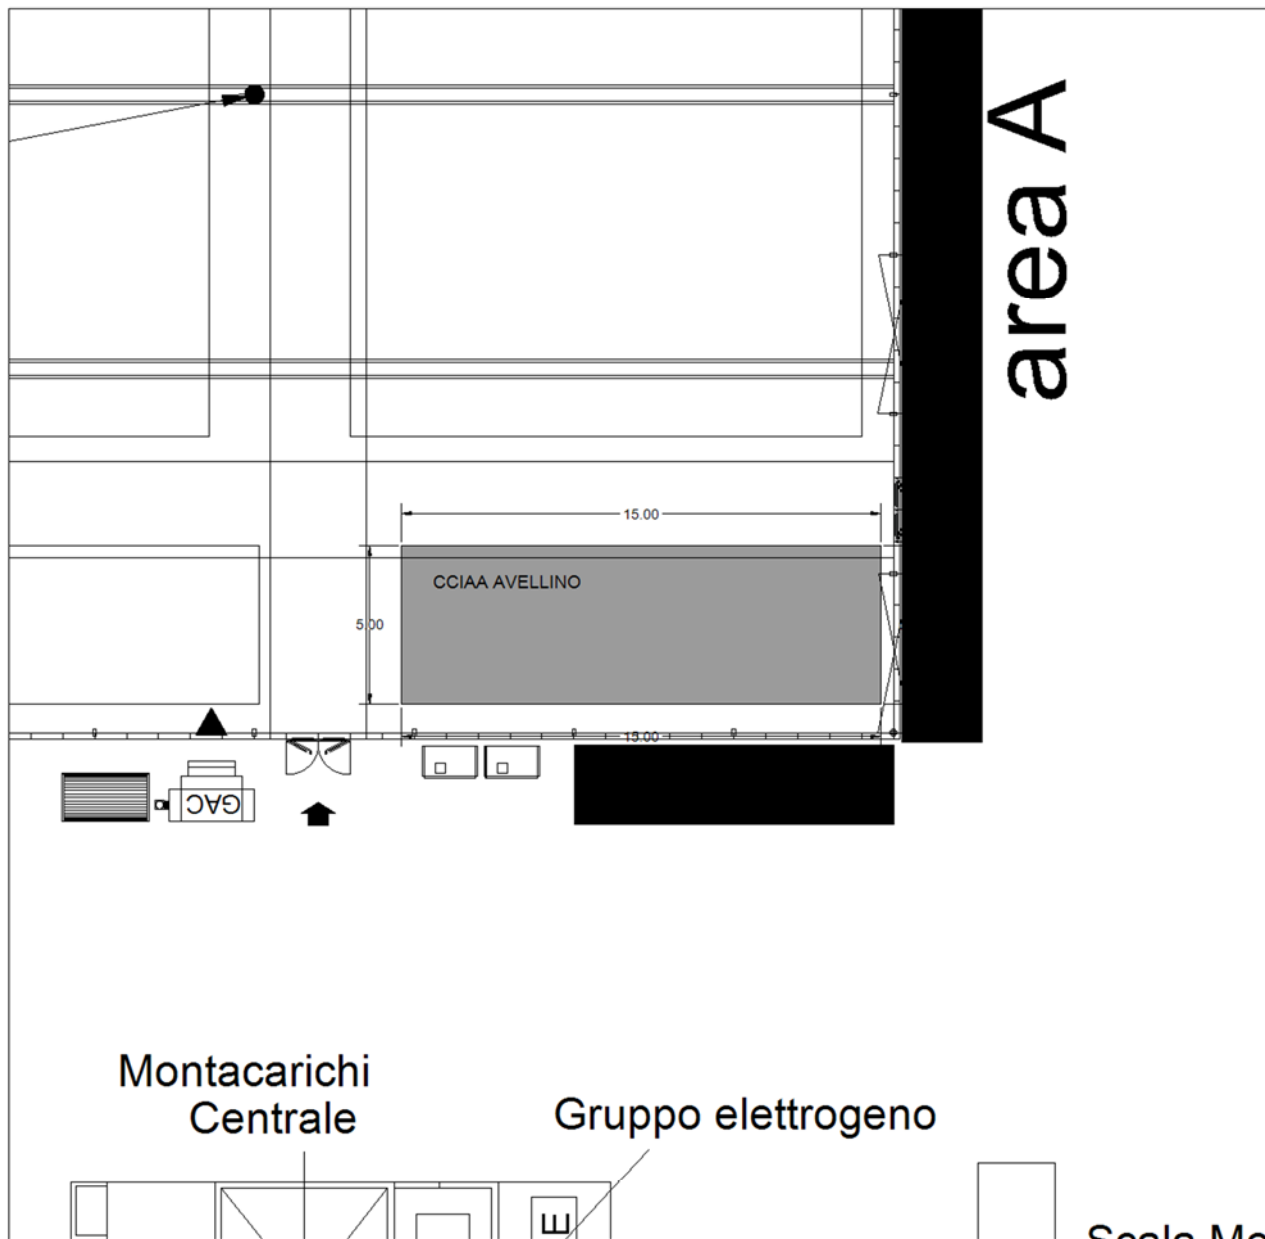 area A
15.00
CCIAA AVELLINO
5.00
15.00
GAC
Montacarichi
Centrale
Gruppo elettrogeno
E